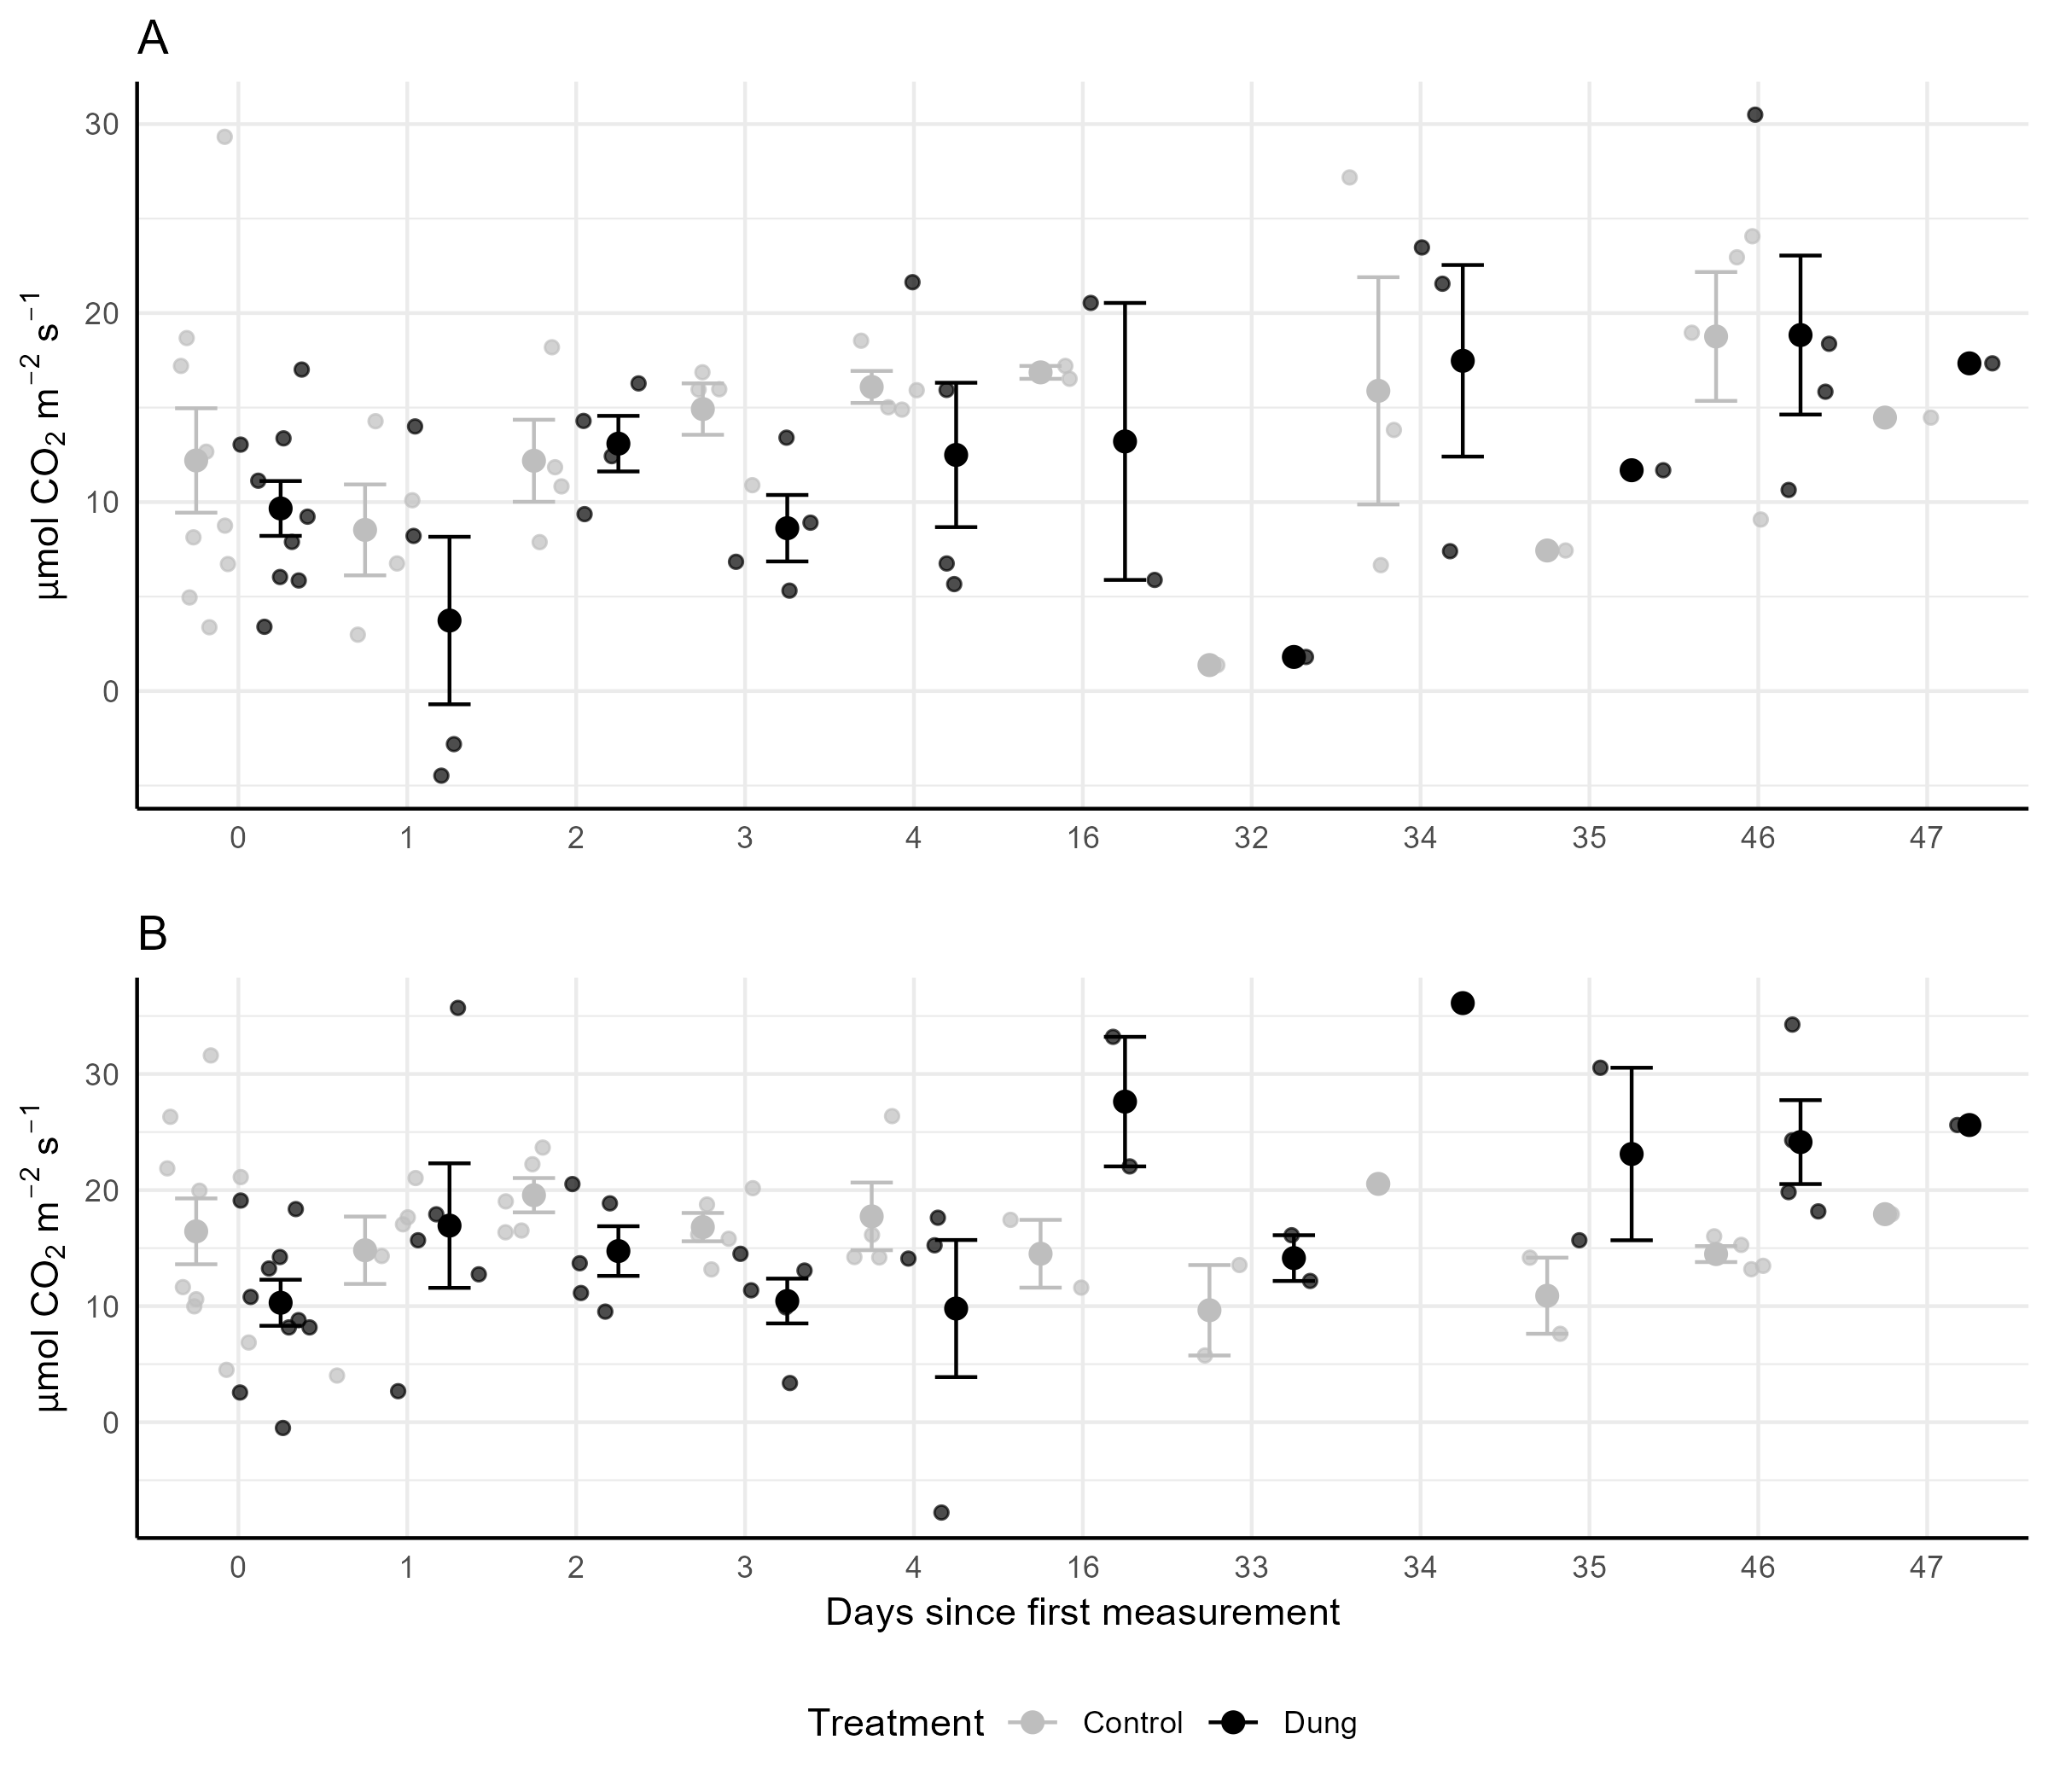 A
µmol CO₂ m⁻² s⁻¹
30
20
10
0
0 1 2 3 4 16 32 34 35 46 47
B
µmol CO₂ m⁻² s⁻¹
30
20
10
0
0 1 2 3 4 16 33 34 35 46 47
Days since first measurement
Treatment Control Dung